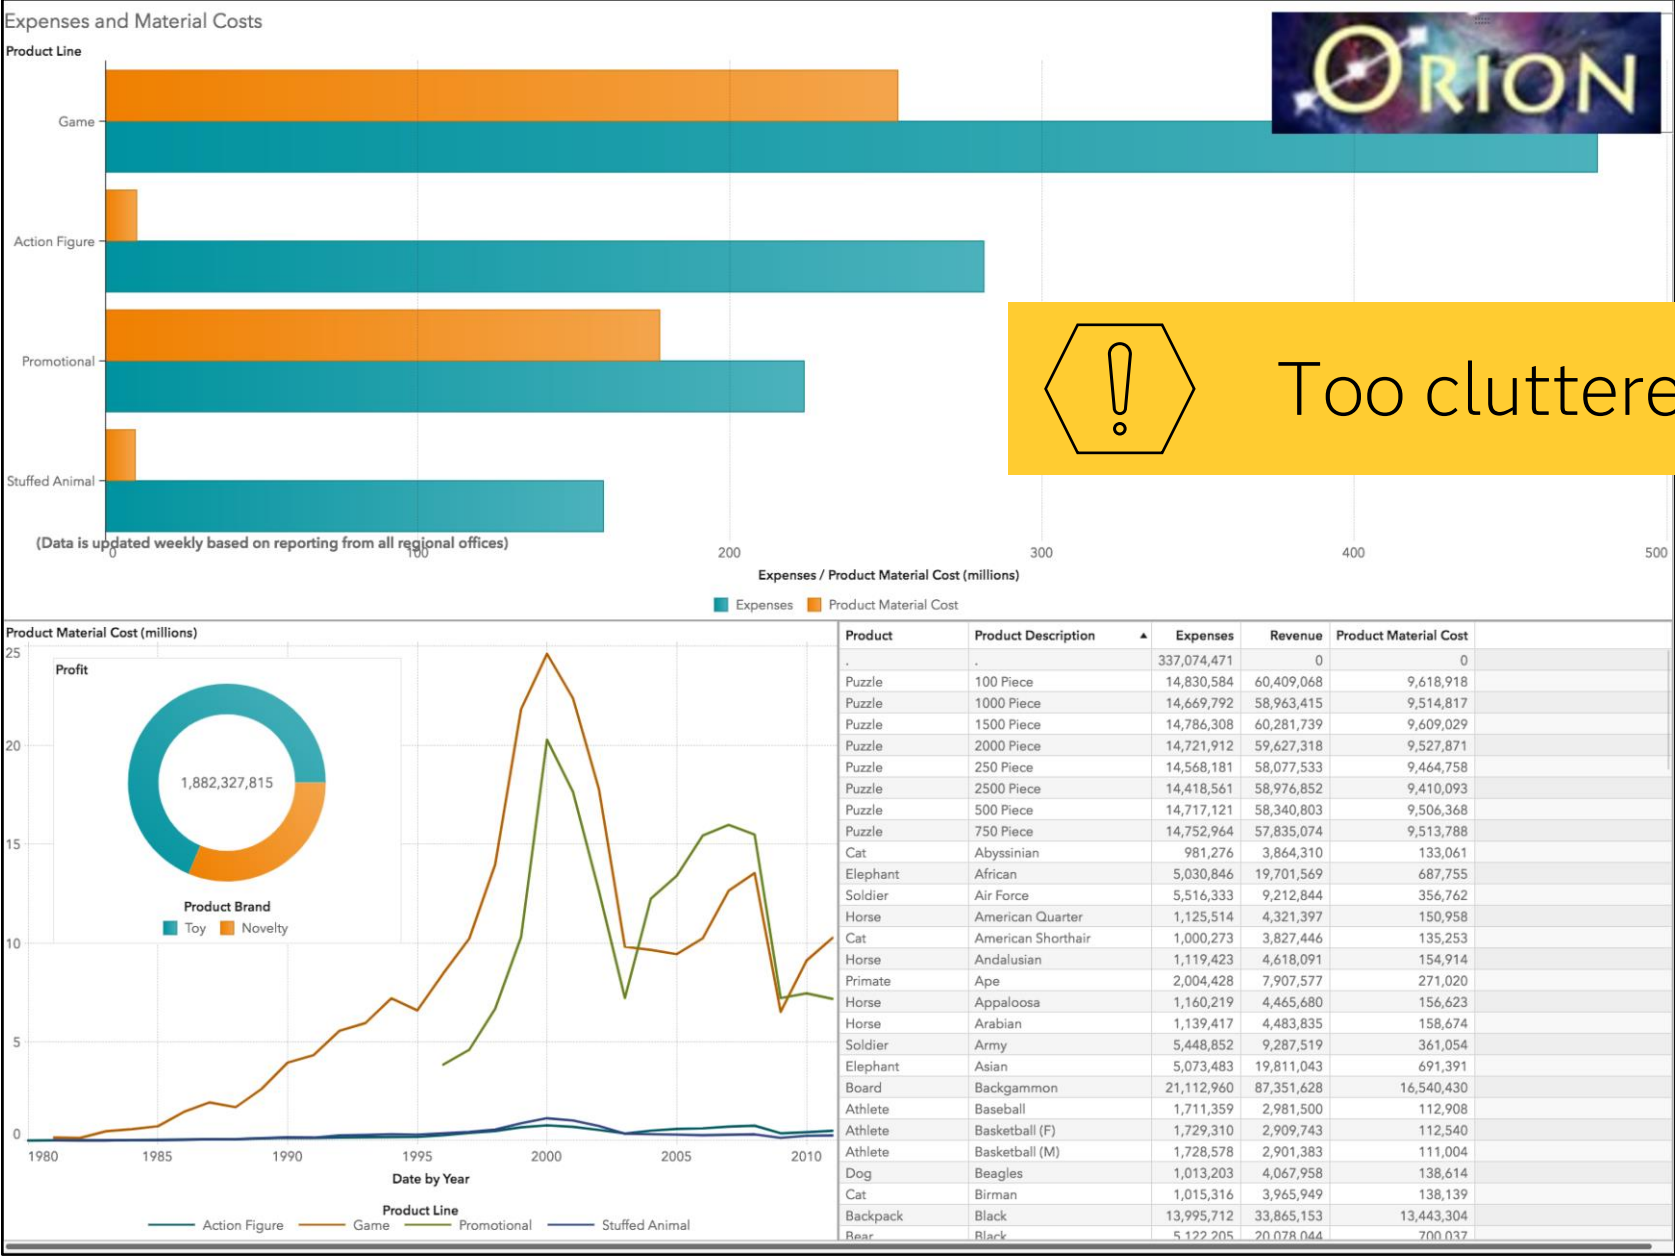 Expenses and Material Costs
ORION
Product Line
Game
Action Figure
Promotional
Stuffed Animal
Too cluttere
(Data is updated weekly based on reporting from all regional offices)
0 100 200 300 400 500
Expenses / Product Material Cost (millions)
Expenses Product Material Cost
Product Material Cost (millions)
25
20
15
10
5
0
Profit
1,882,327,815
Product Brand
Toy Novelty
1980 1985 1990 1995 2000 2005 2010
Date by Year
Product Line
Action Figure Game Promotional Stuffed Animal
Product Product Description Expenses Revenue Product Material Cost
. . 337,074,471 0 0
Puzzle 100 Piece 14,830,584 60,409,068 9,618,918
Puzzle 1000 Piece 14,669,792 58,963,415 9,514,817
Puzzle 1500 Piece 14,786,308 60,281,739 9,609,029
Puzzle 2000 Piece 14,721,912 59,627,318 9,527,871
Puzzle 250 Piece 14,568,181 58,077,533 9,464,758
Puzzle 2500 Piece 14,418,561 58,976,852 9,410,093
Puzzle 500 Piece 14,717,121 58,340,803 9,506,368
Puzzle 750 Piece 14,752,964 57,835,074 9,513,788
Cat Abyssinian 981,276 3,864,310 133,061
Elephant African 5,030,846 19,701,569 687,755
Soldier Air Force 5,516,333 9,212,844 356,762
Horse American Quarter 1,125,514 4,321,397 150,958
Cat American Shorthair 1,000,273 3,827,446 135,253
Horse Andalusian 1,119,423 4,618,091 154,914
Primate Ape 2,004,428 7,907,577 271,020
Horse Appaloosa 1,160,219 4,465,680 156,623
Horse Arabian 1,139,417 4,483,835 158,674
Soldier Army 5,448,852 9,287,519 361,054
Elephant Asian 5,073,483 19,811,043 691,391
Board Backgammon 21,112,960 87,351,628 16,540,430
Athlete Baseball 1,711,359 2,981,500 112,908
Athlete Basketball (F) 1,729,310 2,909,743 112,540
Athlete Basketball (M) 1,728,578 2,901,383 111,004
Dog Beagles 1,013,203 4,067,958 138,614
Cat Birman 1,015,316 3,965,949 138,139
Backpack Black 13,995,712 33,865,153 13,443,304
Bear Black 5,122,205 20,078,044 700,037